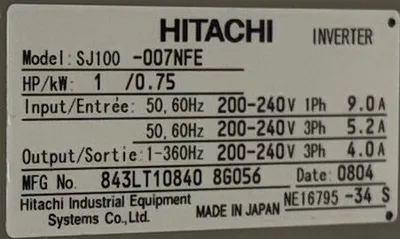 HITACHI INVERTER
Model: SJ100 -007NFE
HP/kW: 1 /0.75
Input/Entrée: 50,60Hz 200-240V 1Ph 9.0A
50,60Hz 200-240V 3Ph 5.2A
Output/Sortie: 1-360Hz 200-240V 3Ph 4.0A
MFG No. 843LT10840 8G056 Date: 0804
Hitachi Industrial Equipment
Systems Co.,Ltd. MADE IN JAPAN NE16795 -34 S